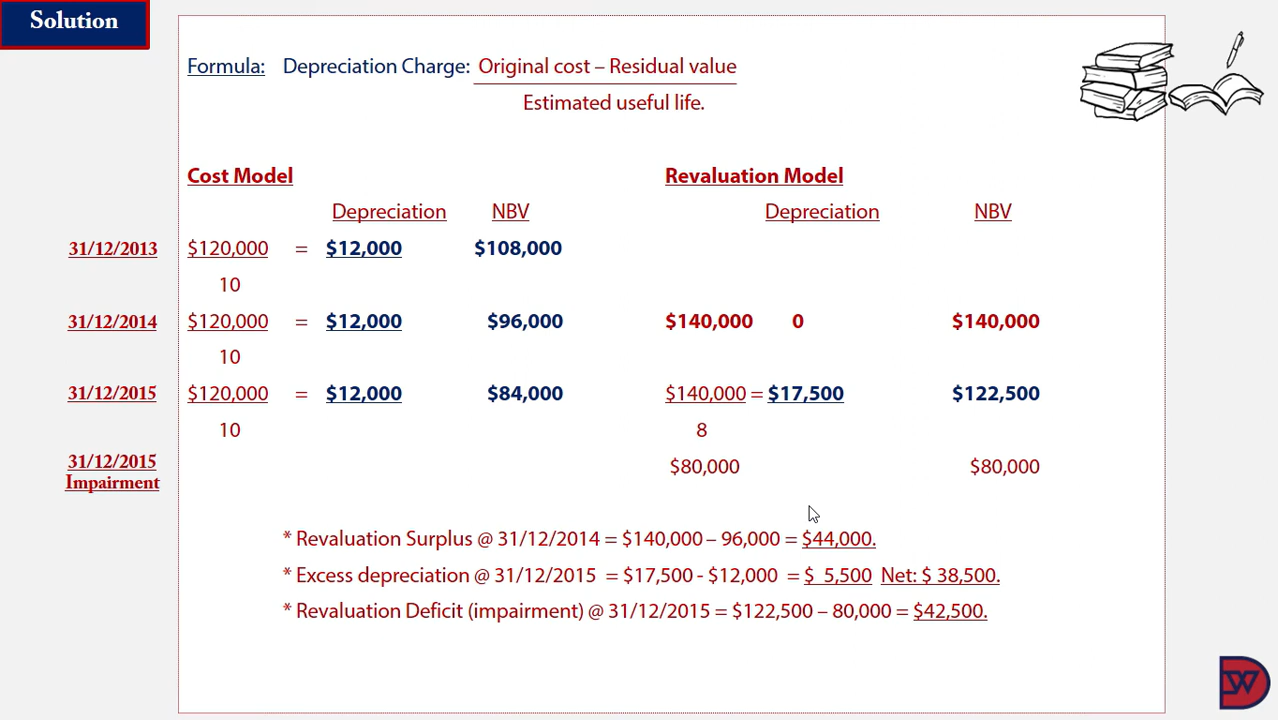 Solution
Formula: Depreciation Charge: Original cost – Residual value
Estimated useful life.
Cost Model Revaluation Model
Depreciation NBV Depreciation NBV
31/12/2013 $120,000 = $12,000 $108,000
10
31/12/2014 $120,000 = $12,000 $96,000 $140,000 0 $140,000
10
31/12/2015 $120,000 = $12,000 $84,000 $140,000 = $17,500 $122,500
10 8
31/12/2015 $80,000 $80,000
Impairment
* Revaluation Surplus @ 31/12/2014 = $140,000 – 96,000 = $44,000.
* Excess depreciation @ 31/12/2015 = $17,500 - $12,000 = $ 5,500 Net: $ 38,500.
* Revaluation Deficit (impairment) @ 31/12/2015 = $122,500 – 80,000 = $42,500.
DW